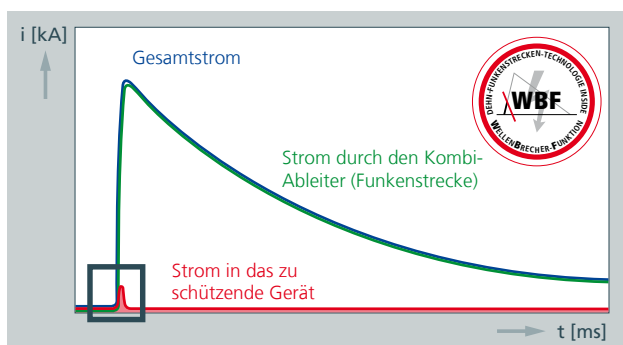 i [kA]
Gesamtstrom
DEHN-FUNKENSTRECKEN-TECHNOLOGIE INSIDE
WBF
WELLENBRECHER-FUNKTION
Strom durch den Kombi-
Ableiter (Funkenstrecke)
Strom in das zu
schützende Gerät
t [ms]